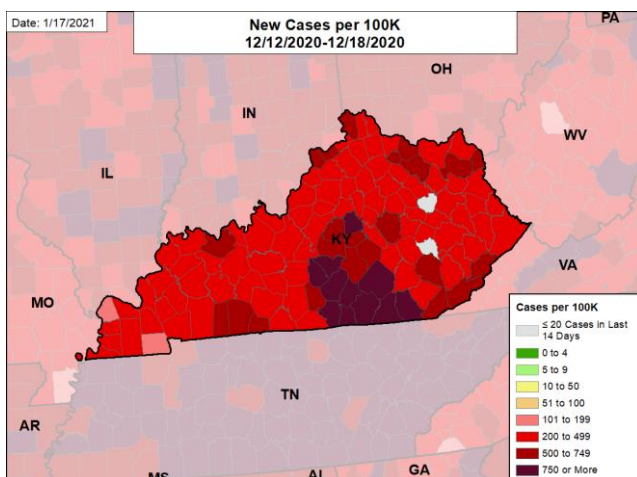 Date: 1/17/2021
New Cases per 100K
12/12/2020-12/18/2020
PA
OH
IN
WV
IL
KY
VA
MO
TN
AR
MS
AL
GA
Cases per 100K
≤ 20 Cases in Last
14 Days
0 to 4
5 to 9
10 to 50
51 to 100
101 to 199
200 to 499
500 to 749
750 or More